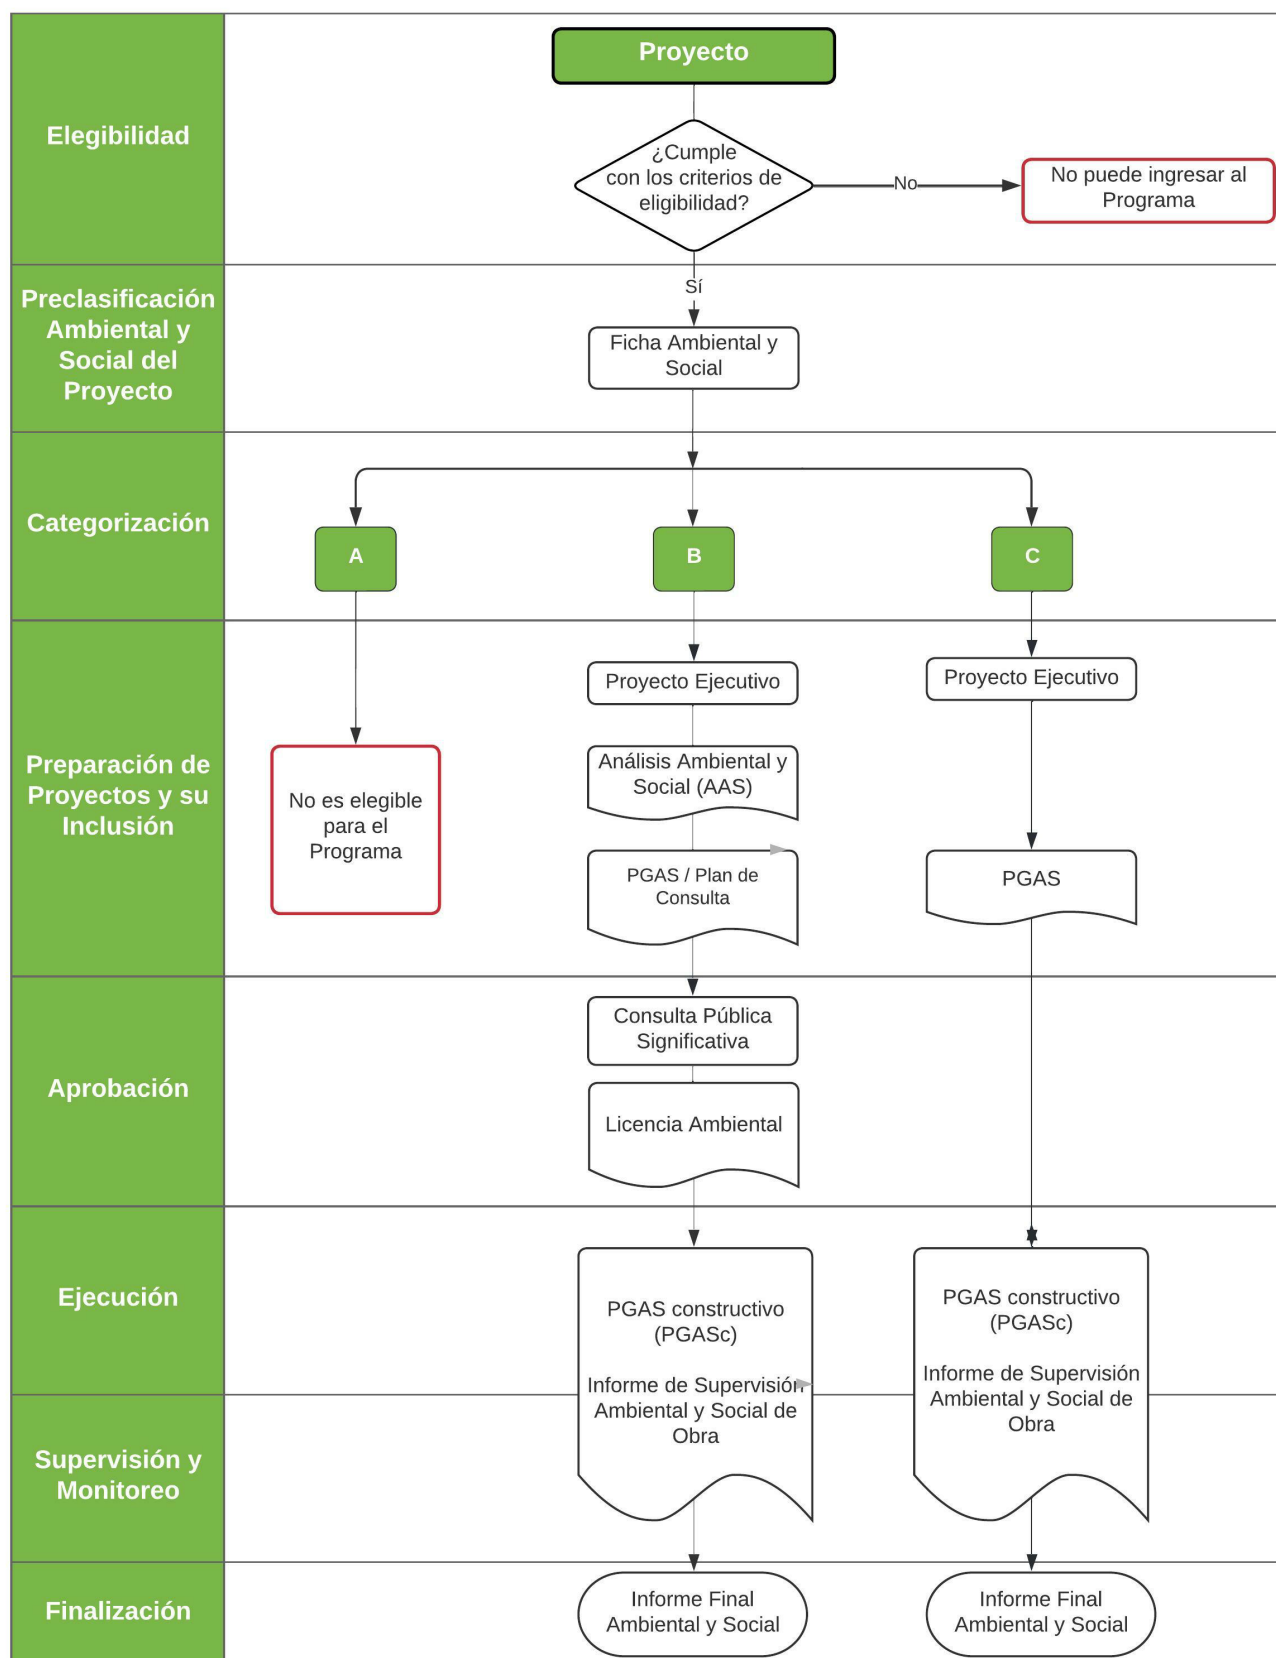 Proyecto
Elegibilidad
¿Cumple
con los criterios de
eligibilidad?
No
No puede ingresar al
Programa
Sí
Preclasificación
Ambiental y
Social del
Proyecto
Ficha Ambiental y
Social
Categorización
A
B
C
Preparación de
Proyectos y su
Inclusión
No es elegible
para el
Programa
Proyecto Ejecutivo
Análisis Ambiental y
Social (AAS)
PGAS / Plan de
Consulta
Proyecto Ejecutivo
PGAS
Aprobación
Consulta Pública
Significativa
Licencia Ambiental
Ejecución
PGAS constructivo
(PGASc)
Informe de Supervisión
Ambiental y Social de
Obra
PGAS constructivo
(PGASc)
Informe de Supervisión
Ambiental y Social de
Obra
Supervisión y
Monitoreo
Finalización
Informe Final
Ambiental y Social
Informe Final
Ambiental y Social